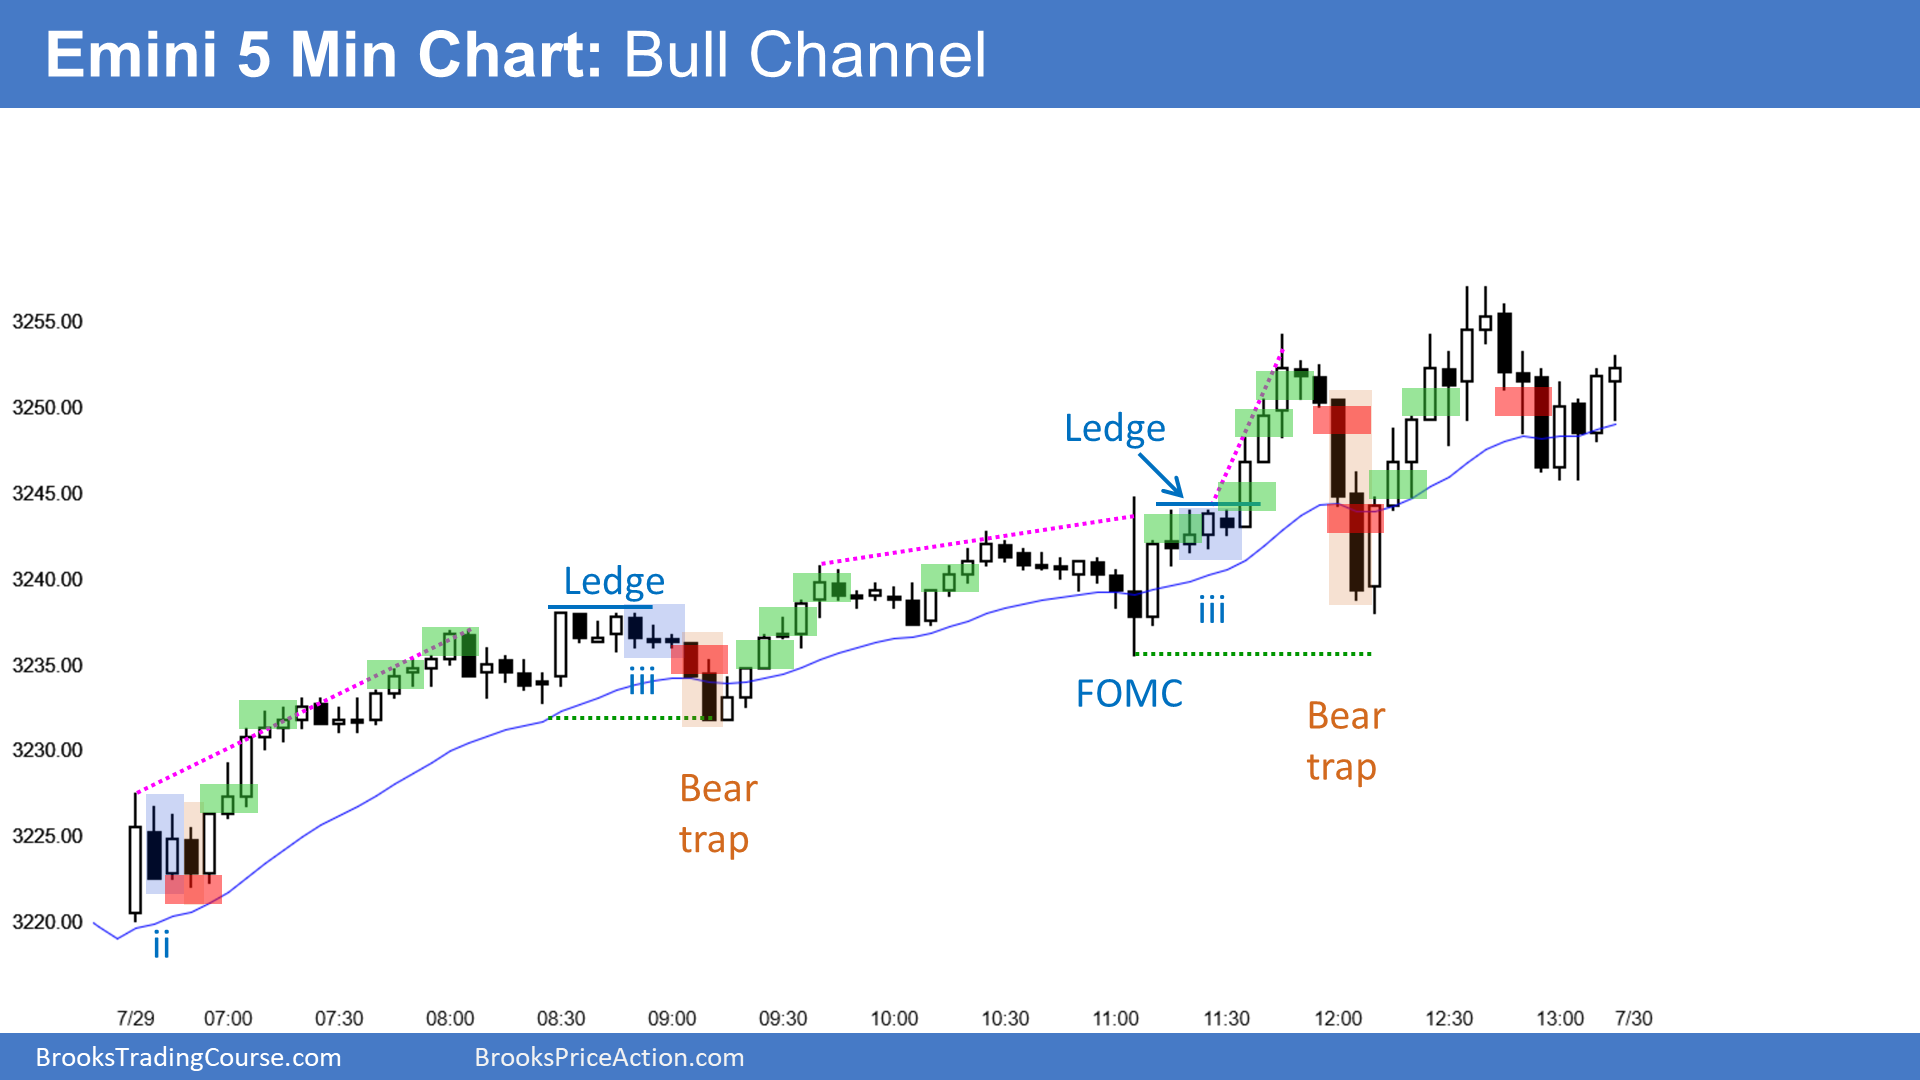 Emini 5 Min Chart: Bull Channel
3255.00
3250.00
3245.00
3240.00
3235.00
3230.00
3225.00
3220.00
Ledge
Ledge
iii
iii
FOMC
Bear
trap
Bear
trap
ii
7/29 07:00 07:30 08:00 08:30 09:00 09:30 10:00 10:30 11:00 11:30 12:00 12:30 13:00 7/30
BrooksTradingCourse.com BrooksPriceAction.com